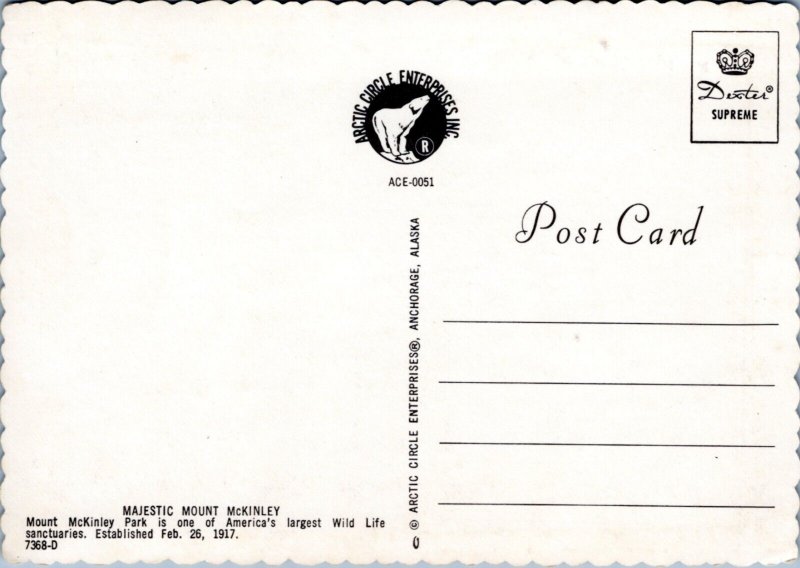 ARCTIC CIRCLE ENTERPRISES INC.
®
ACE-0051
Dexter®
SUPREME
Post Card
© ARCTIC CIRCLE ENTERPRISES®, ANCHORAGE, ALASKA
MAJESTIC MOUNT McKINLEY
Mount McKinley Park is one of America's largest Wild Life
sanctuaries. Established Feb. 26, 1917.
7368-D